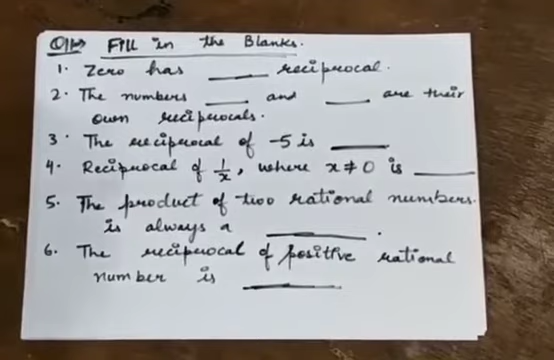 Q1⇒ Fill in the Blanks.
1. Zero has ____ reciprocal.
2. The numbers ____ and ____ are their
own reciprocals.
3. The reciprocal of -5 is ____
4. Reciprocal of 1/x, where x ≠ 0 is ____
5. The product of two rational numbers.
is always a ____.
6. The reciprocal of positive rational
number is ____